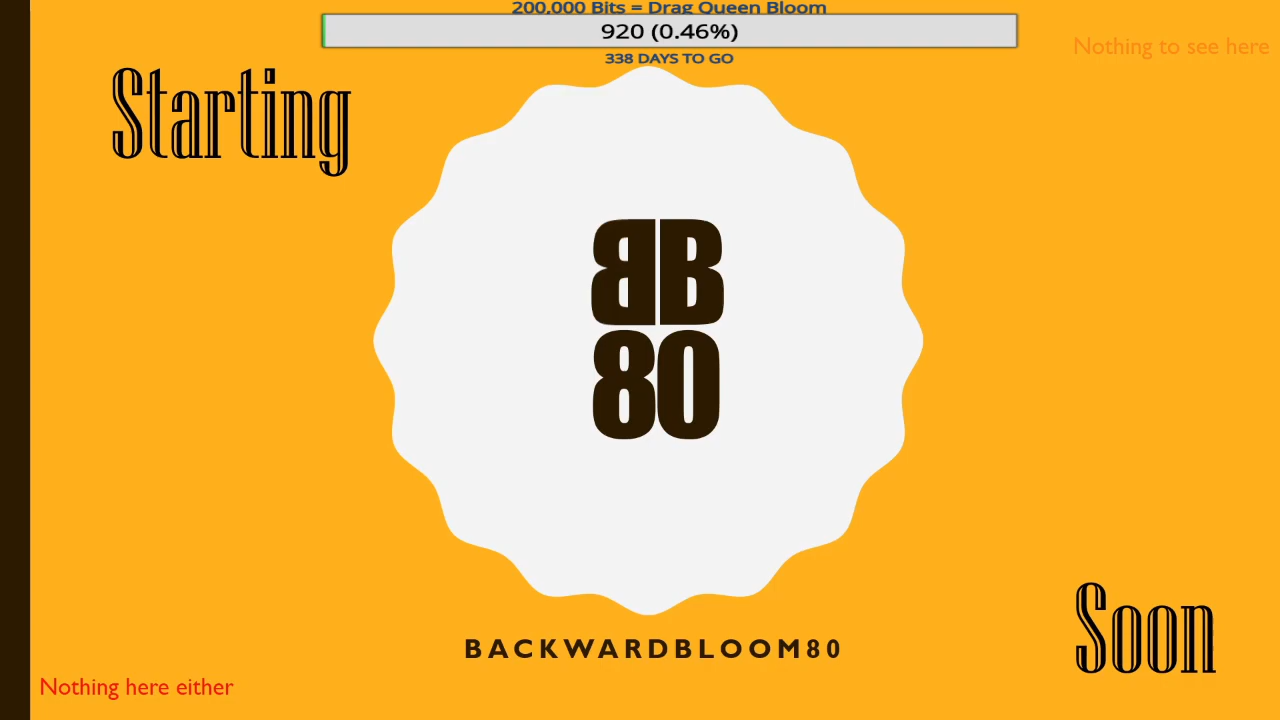 200,000 Bits = Drag Queen Bloom
920 (0.46%)
338 DAYS TO GO
Nothing to see here
Starting
BB
80
Soon
BACKWARDBLOOM80
Nothing here either